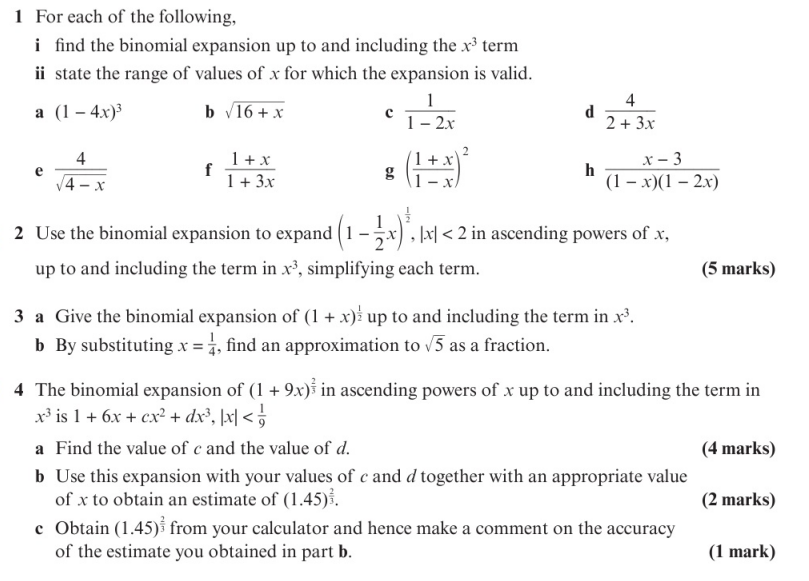 1 For each of the following,
i find the binomial expansion up to and including the x³ term
ii state the range of values of x for which the expansion is valid.
a (1 − 4x)³ b √(16 + x) c 1/(1 − 2x) d 4/(2 + 3x)
e 4/√(4 − x) f (1 + x)/(1 + 3x) g ((1 + x)/(1 − x))² h (x − 3)/((1 − x)(1 − 2x))
2 Use the binomial expansion to expand (1 − 1/2 x)^(1/2), |x| < 2 in ascending powers of x,
up to and including the term in x³, simplifying each term. (5 marks)
3 a Give the binomial expansion of (1 + x)^(1/2) up to and including the term in x³.
b By substituting x = 1/4, find an approximation to √5 as a fraction.
4 The binomial expansion of (1 + 9x)^(2/3) in ascending powers of x up to and including the term in
x³ is 1 + 6x + cx² + dx³, |x| < 1/9
a Find the value of c and the value of d. (4 marks)
b Use this expansion with your values of c and d together with an appropriate value
of x to obtain an estimate of (1.45)^(2/3). (2 marks)
c Obtain (1.45)^(2/3) from your calculator and hence make a comment on the accuracy
of the estimate you obtained in part b. (1 mark)